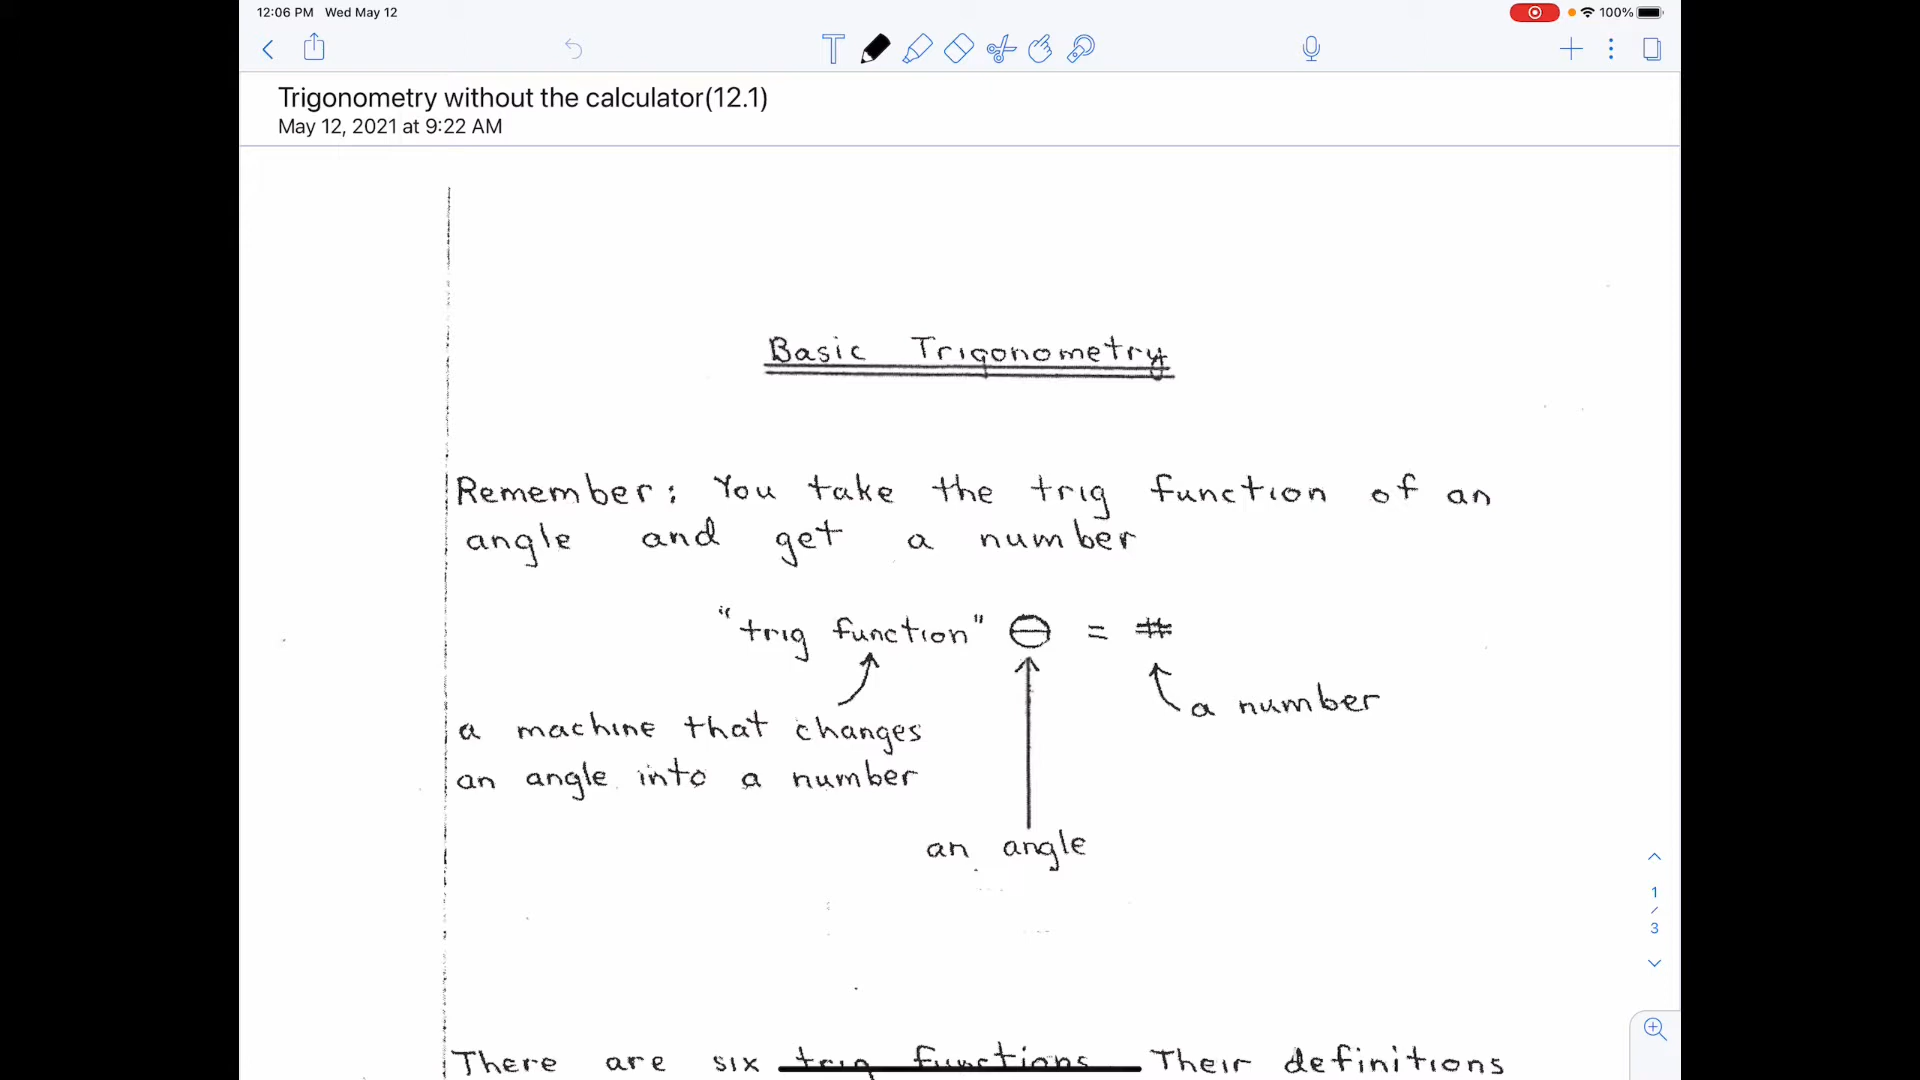 12:06 PM Wed May 12
100%
Trigonometry without the calculator(12.1)
May 12, 2021 at 9:22 AM
Basic Trigonometry
Remember: You take the trig function of an
angle and get a number
"trig function" Θ = #
a number
a machine that changes
an angle into a number
an angle
1
/
3
There are six trig functions Their definitions